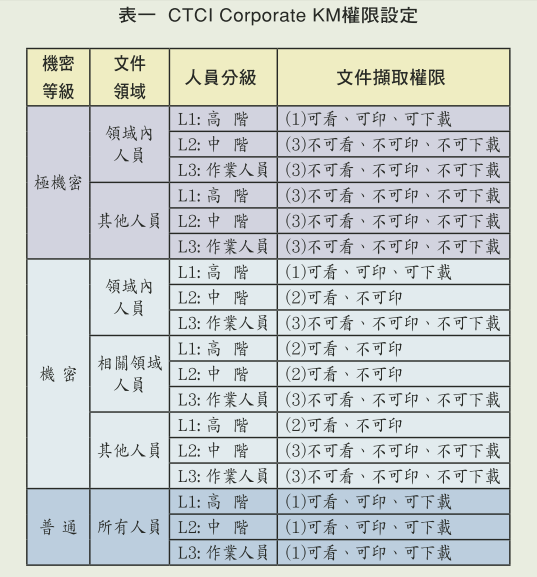 表一 CTCI Corporate KM權限設定
機密等級 文件領域 人員分級 文件擷取權限
極機密 領域內人員 L1: 高 階 (1)可看、可印、可下載
L2: 中 階 (3)不可看、不可印、不可下載
L3: 作業人員 (3)不可看、不可印、不可下載
其他人員 L1: 高 階 (3)不可看、不可印、不可下載
L2: 中 階 (3)不可看、不可印、不可下載
L3: 作業人員 (3)不可看、不可印、不可下載
機 密 領域內人員 L1: 高 階 (1)可看、可印、可下載
L2: 中 階 (2)可看、不可印
L3: 作業人員 (3)不可看、不可印、不可下載
相關領域人員 L1: 高 階 (2)可看、不可印
L2: 中 階 (2)可看、不可印
L3: 作業人員 (3)不可看、不可印、不可下載
其他人員 L1: 高 階 (2)可看、不可印
L2: 中 階 (3)不可看、不可印、不可下載
L3: 作業人員 (3)不可看、不可印、不可下載
普 通 所有人員 L1: 高 階 (1)可看、可印、可下載
L2: 中 階 (1)可看、可印、可下載
L3: 作業人員 (1)可看、可印、可下載